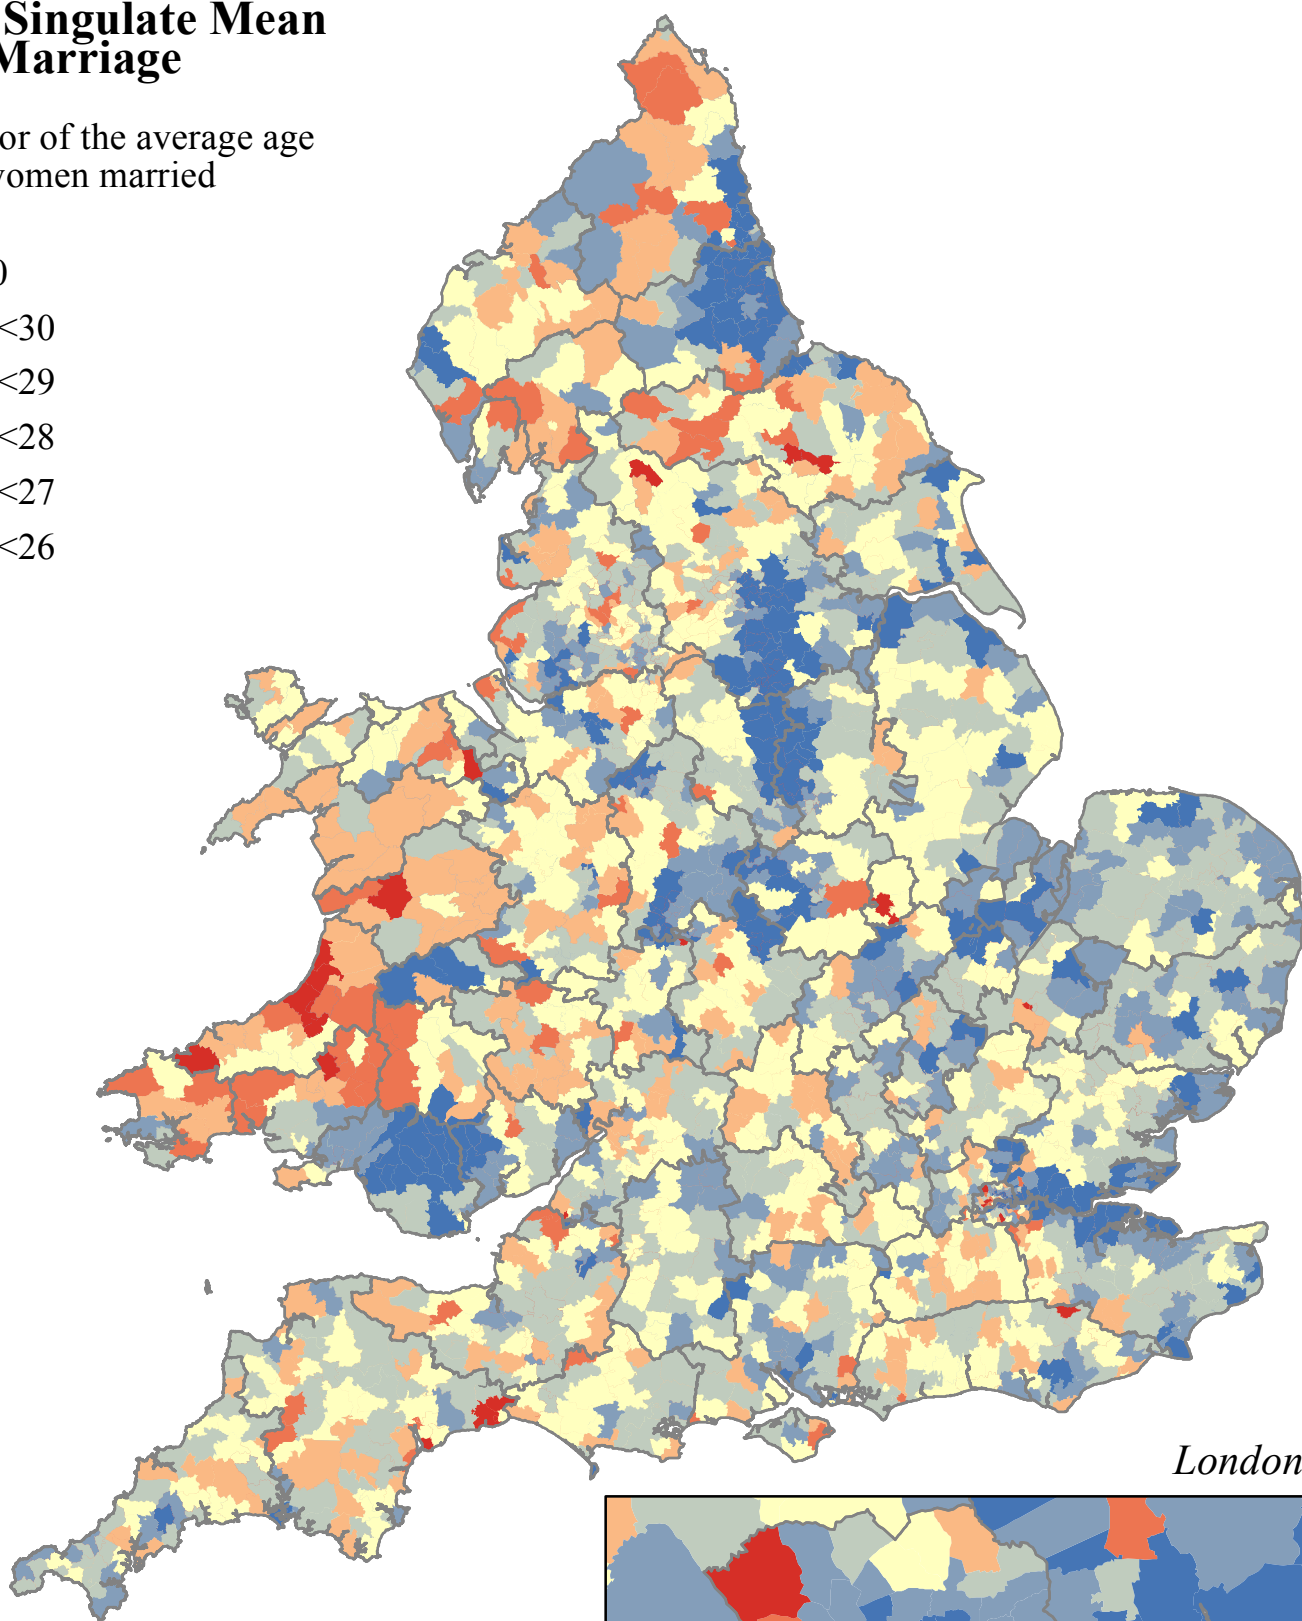 Singulate Mean
Marriage
or of the average age
women married
0
<30
<29
<28
<27
<26
London